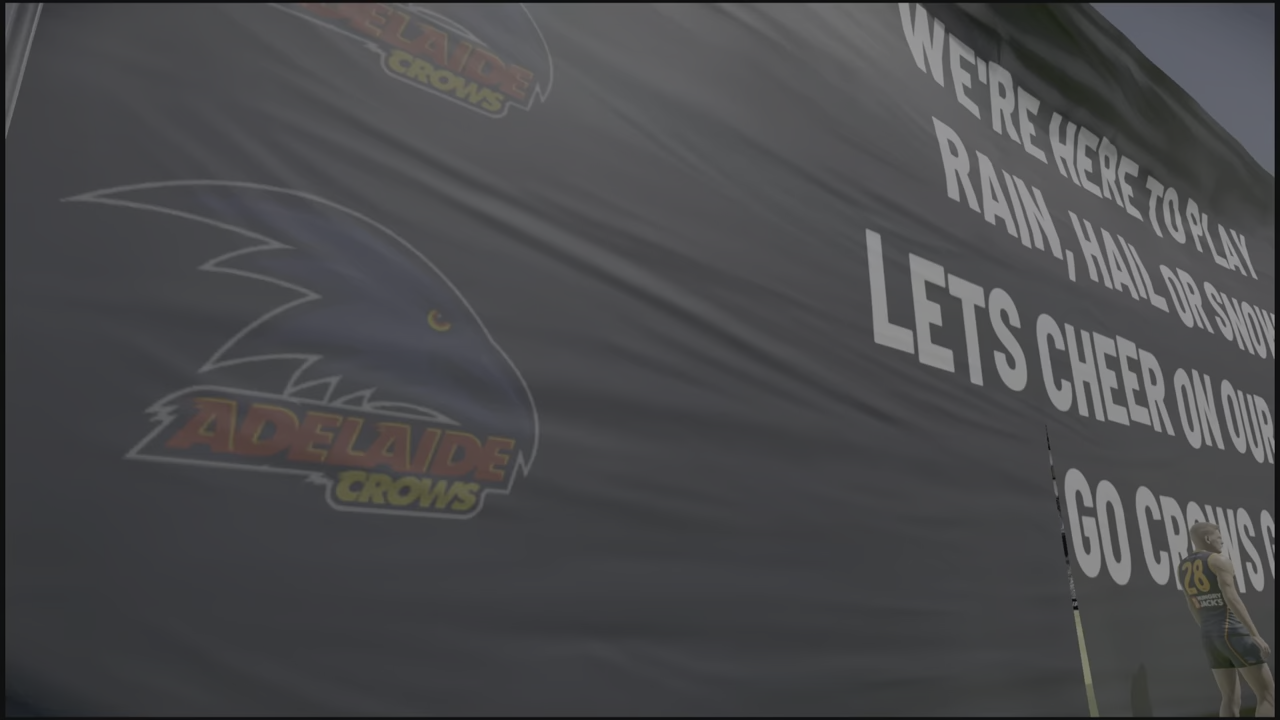 ADELAIDE
CROWS
ADELAIDE
CROWS
WE'RE HERE TO PLAY
RAIN, HAIL OR SNOW
LETS CHEER ON OUR
GO CROWS
28
JACK'S